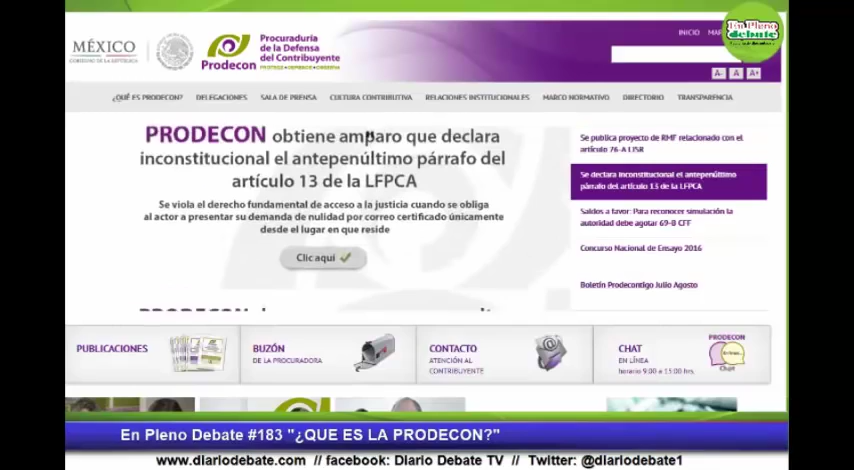 MÉXICO
GOBIERNO DE LA REPÚBLICA
Prodecon
Procuraduría
de la Defensa
del Contribuyente
PROTEGE • DEFIENDE • OBSERVA
INICIO
En Pleno
debate
A- A A+
¿QUÉ ES PRODECON? DELEGACIONES SALA DE PRENSA CULTURA CONTRIBUTIVA RELACIONES INSTITUCIONALES MARCO NORMATIVO DIRECTORIO TRANSPARENCIA
PRODECON obtiene amparo que declara
inconstitucional el antepenúltimo párrafo del
artículo 13 de la LFPCA
Se viola el derecho fundamental de acceso a la justicia cuando se obliga
al actor a presentar su demanda de nulidad por correo certificado únicamente
desde el lugar en que reside
Clic aquí
Se publica proyecto de RMF relacionado con el
artículo 76-A LISR
Se declara inconstitucional el antepenúltimo
párrafo del artículo 13 de la LFPCA
Saldos a favor: Para reconocer simulación la
autoridad debe agotar 69-B CFF
Concurso Nacional de Ensayo 2016
Boletín Prodecontigo Julio Agosto
PUBLICACIONES
BUZÓN
DE LA PROCURADORA
CONTACTO
ATENCIÓN AL
CONTRIBUYENTE
CHAT
EN LÍNEA
horario 9:00 a 15:00 hrs.
PRODECON
En Pleno Debate #183 "¿QUE ES LA PRODECON?"
www.diariodebate.com // facebook: Diario Debate TV // Twitter: @diariodebate1